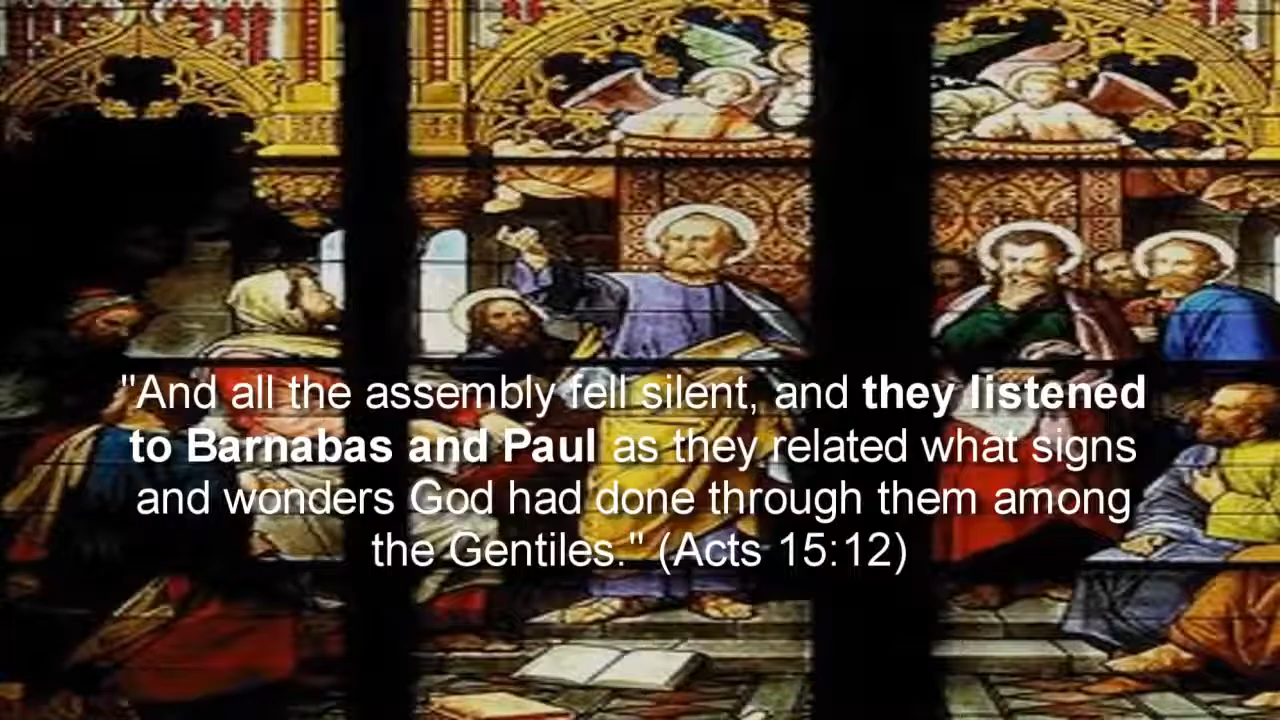 "And all the assembly fell silent, and they listened
to Barnabas and Paul as they related what signs
and wonders God had done through them among
the Gentiles." (Acts 15:12)